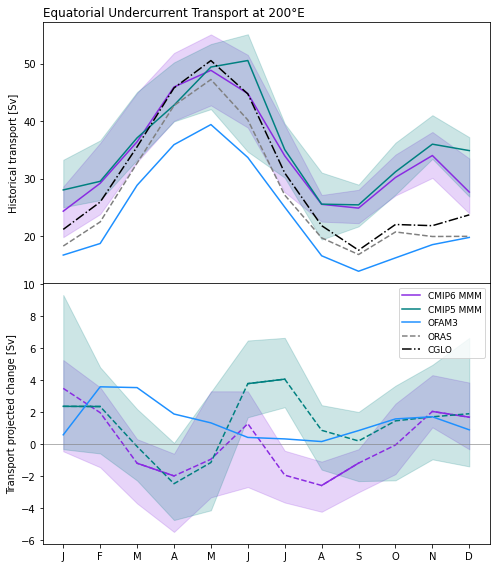 Equatorial Undercurrent Transport at 200°E
Historical transport [Sv]
50
40
30
20
Transport projected change [Sv]
10
8
6
4
2
0
−2
−4
−6
CMIP6 MMM
CMIP5 MMM
OFAM3
ORAS
CGLO
J F M A M J J A S O N D